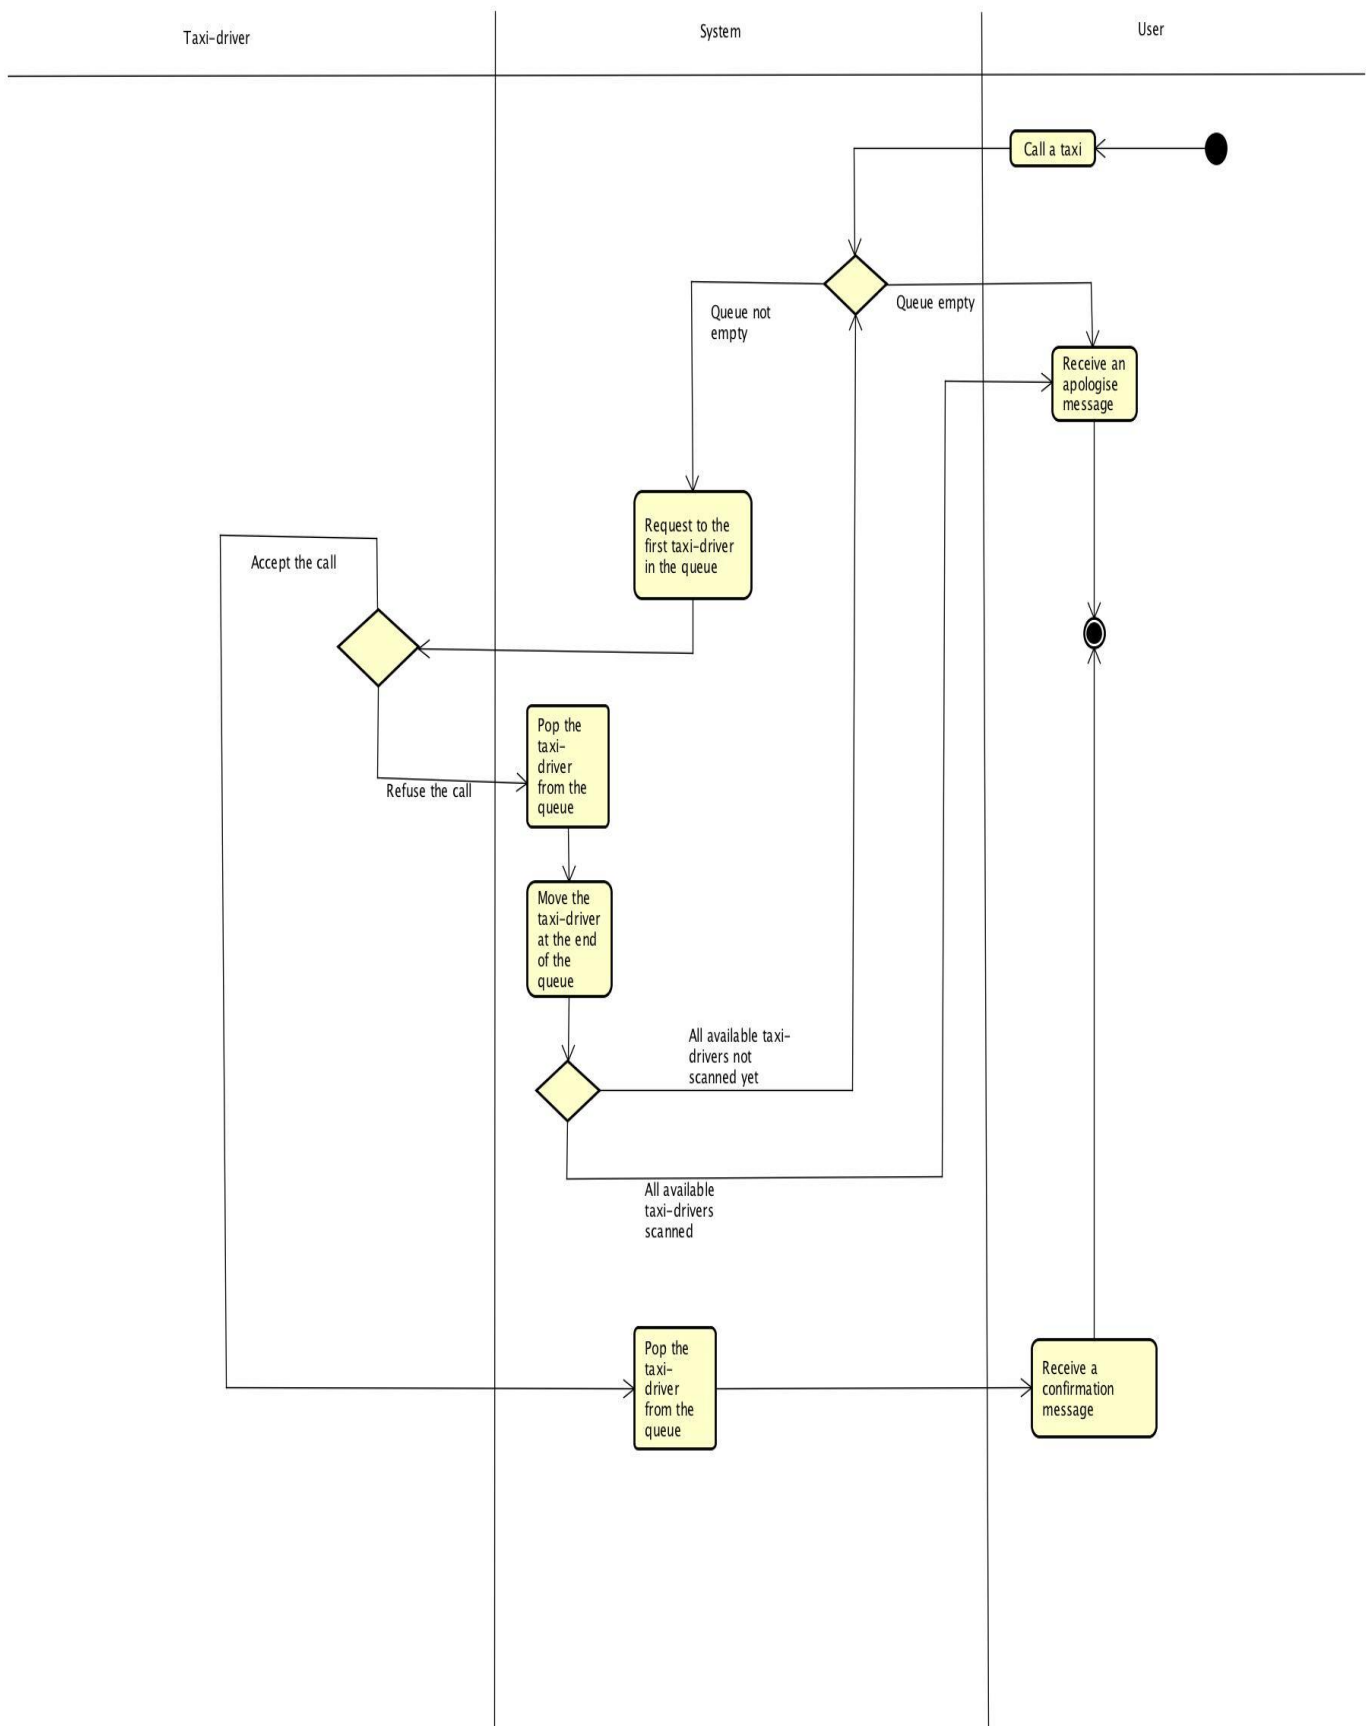 Taxi-driver
System
User
Call a taxi
Queue not
empty
Queue empty
Receive an
apologise
message
Request to the
first taxi-driver
in the queue
Accept the call
Refuse the call
Pop the
taxi-
driver
from the
queue
Move the
taxi-driver
at the end
of the
queue
All available taxi-
drivers not
scanned yet
All available
taxi-drivers
scanned
Pop the
taxi-
driver
from the
queue
Receive a
confirmation
message